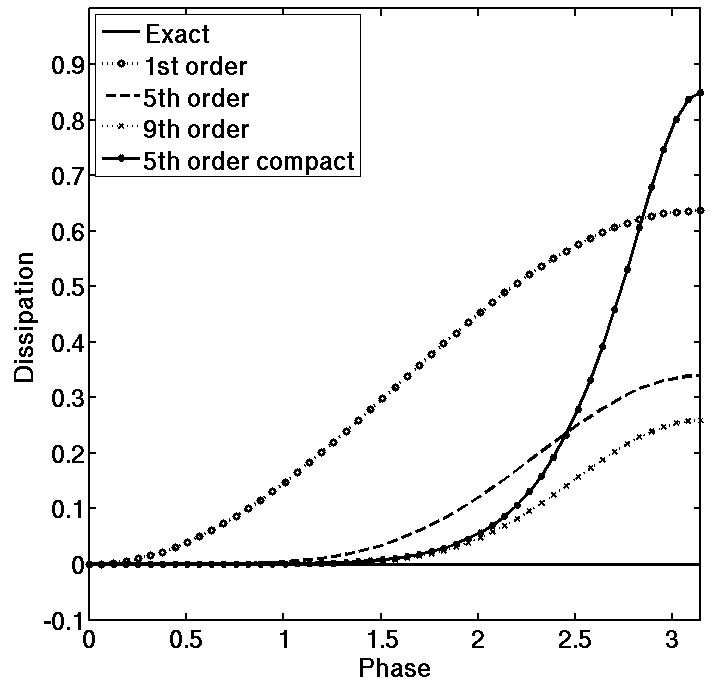 Exact
1st order
5th order
9th order
5th order compact
0.9
0.8
0.7
0.6
0.5
0.4
0.3
0.2
0.1
0
-0.1
Dissipation
0 0.5 1 1.5 2 2.5 3
Phase